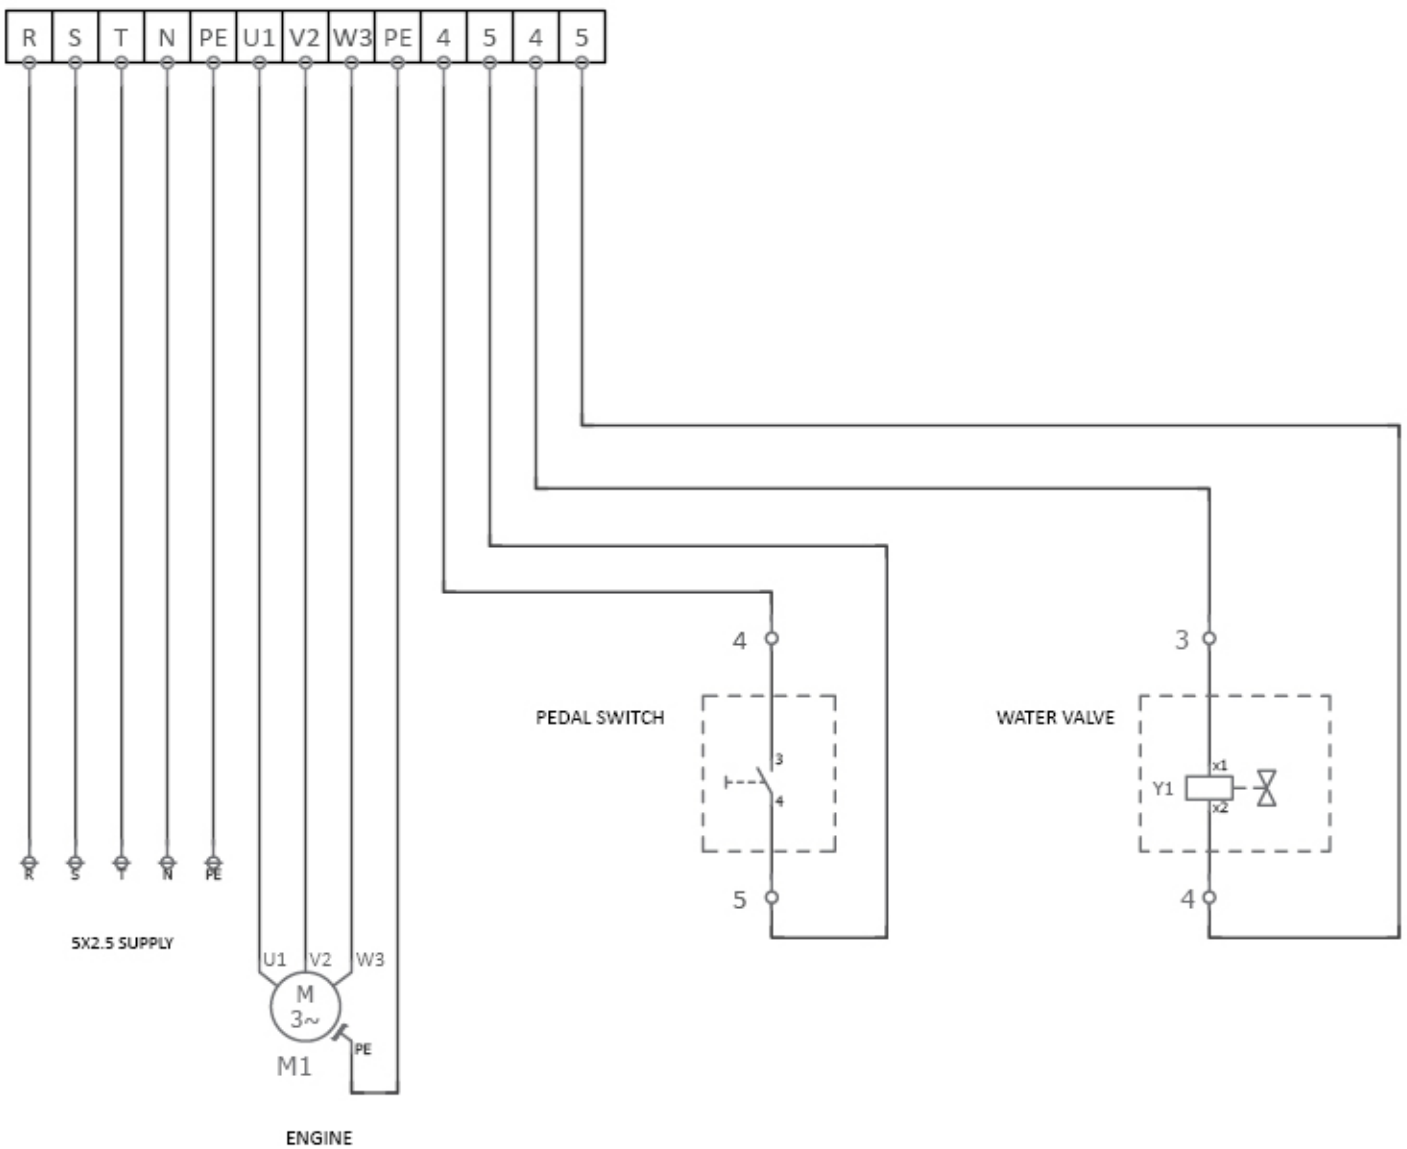 R S T N PE U1 V2 W3 PE 4 5 4 5
4
3
PEDAL SWITCH
WATER VALVE
3
4
x1
Y1
x2
5
4
R S T N PE
5X2.5 SUPPLY
U1 V2 W3
M
3~
PE
M1
ENGINE